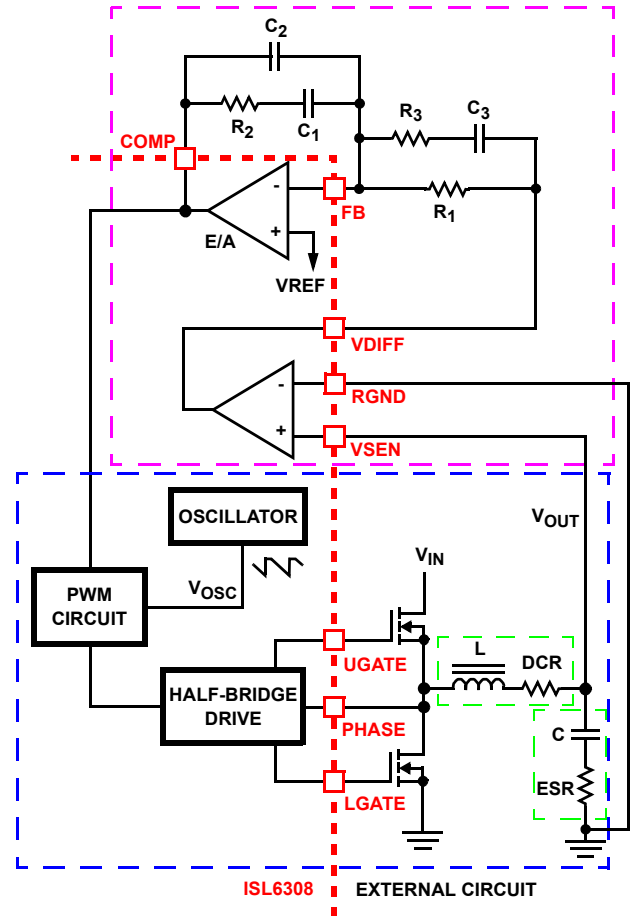 C2
R2
C1
R3
C3
COMP
R1
FB
-
+
E/A
VREF
VDIFF
-
RGND
+
VSEN
VOUT
OSCILLATOR
VIN
VOSC
PWM
CIRCUIT
UGATE
L
DCR
HALF-BRIDGE
DRIVE
PHASE
C
LGATE
ESR
ISL6308
EXTERNAL CIRCUIT